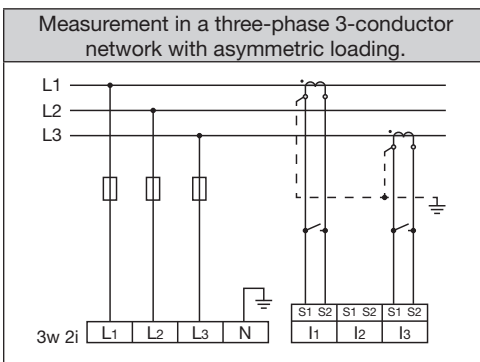 Measurement in a three-phase 3-conductor
network with asymmetric loading.
L1
L2
L3
S1 S2 S1 S2 S1 S2
3w 2i L1 L2 L3 N I1 I2 I3